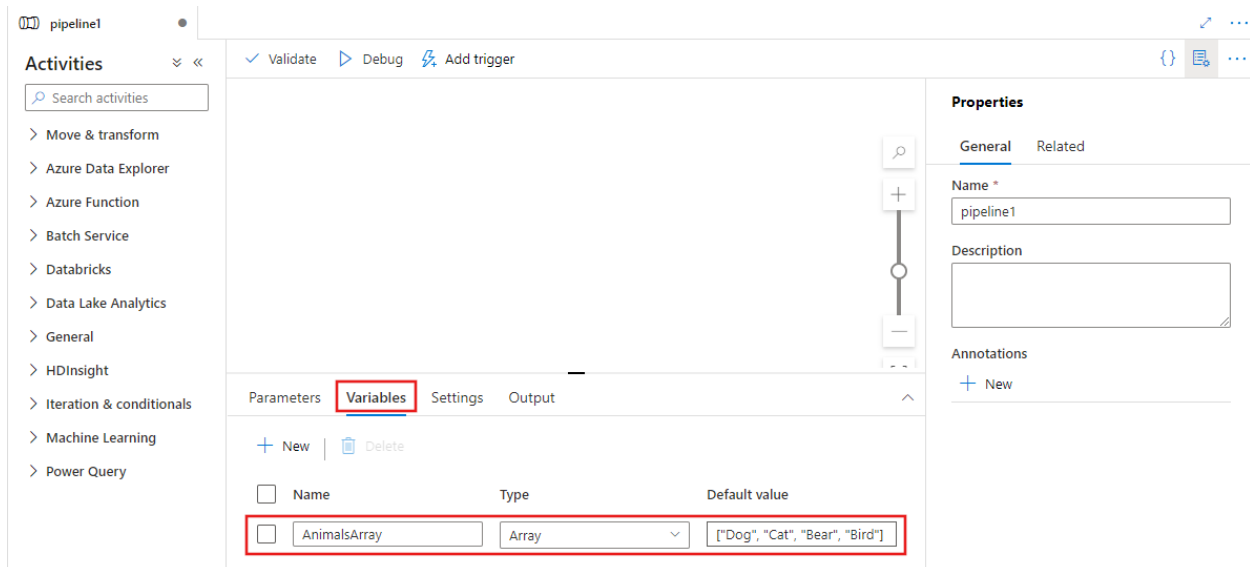 pipeline1
Activities
Search activities
Move & transform
Azure Data Explorer
Azure Function
Batch Service
Databricks
Data Lake Analytics
General
HDInsight
Iteration & conditionals
Machine Learning
Power Query
Validate Debug Add trigger
Parameters Variables Settings Output
New Delete
Name Type Default value
AnimalsArray Array ["Dog", "Cat", "Bear", "Bird"]
Properties
General Related
Name *
pipeline1
Description
Annotations
New